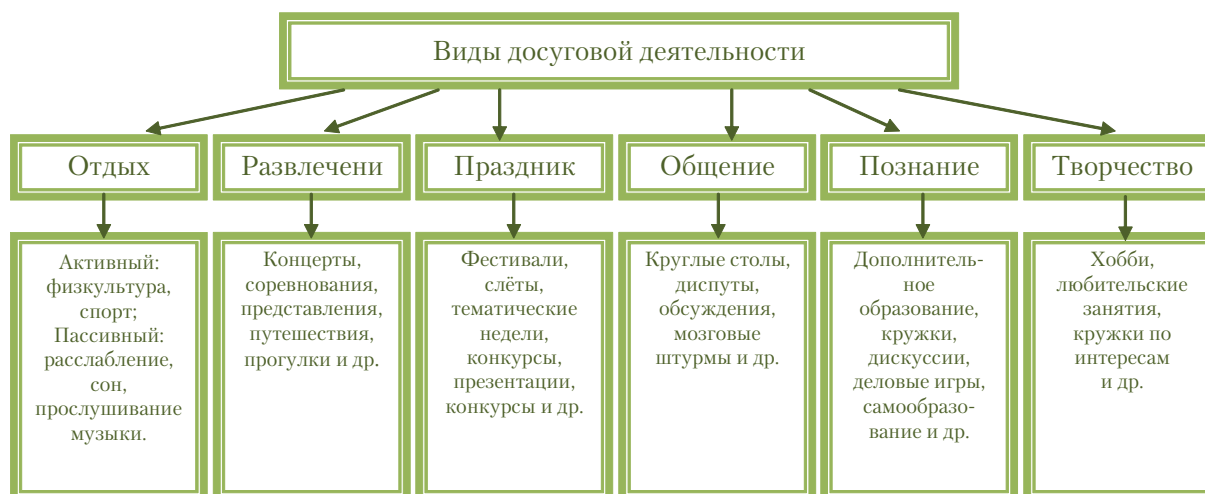 Виды досуговой деятельности
Отдых
Развлечени
Праздник
Общение
Познание
Творчество
Активный:
физкультура,
спорт;
Пассивный:
расслабление,
сон,
прослушивание
музыки.
Концерты,
соревнования,
представления,
путешествия,
прогулки и др.
Фестивали,
слёты,
тематические
недели,
конкурсы,
презентации,
конкурсы и др.
Круглые столы,
диспуты,
обсуждения,
мозговые
штурмы и др.
Дополнитель-
ное
образование,
кружки,
дискуссии,
деловые игры,
самообразо-
вание и др.
Хобби,
любительские
занятия,
кружки по
интересам
и др.